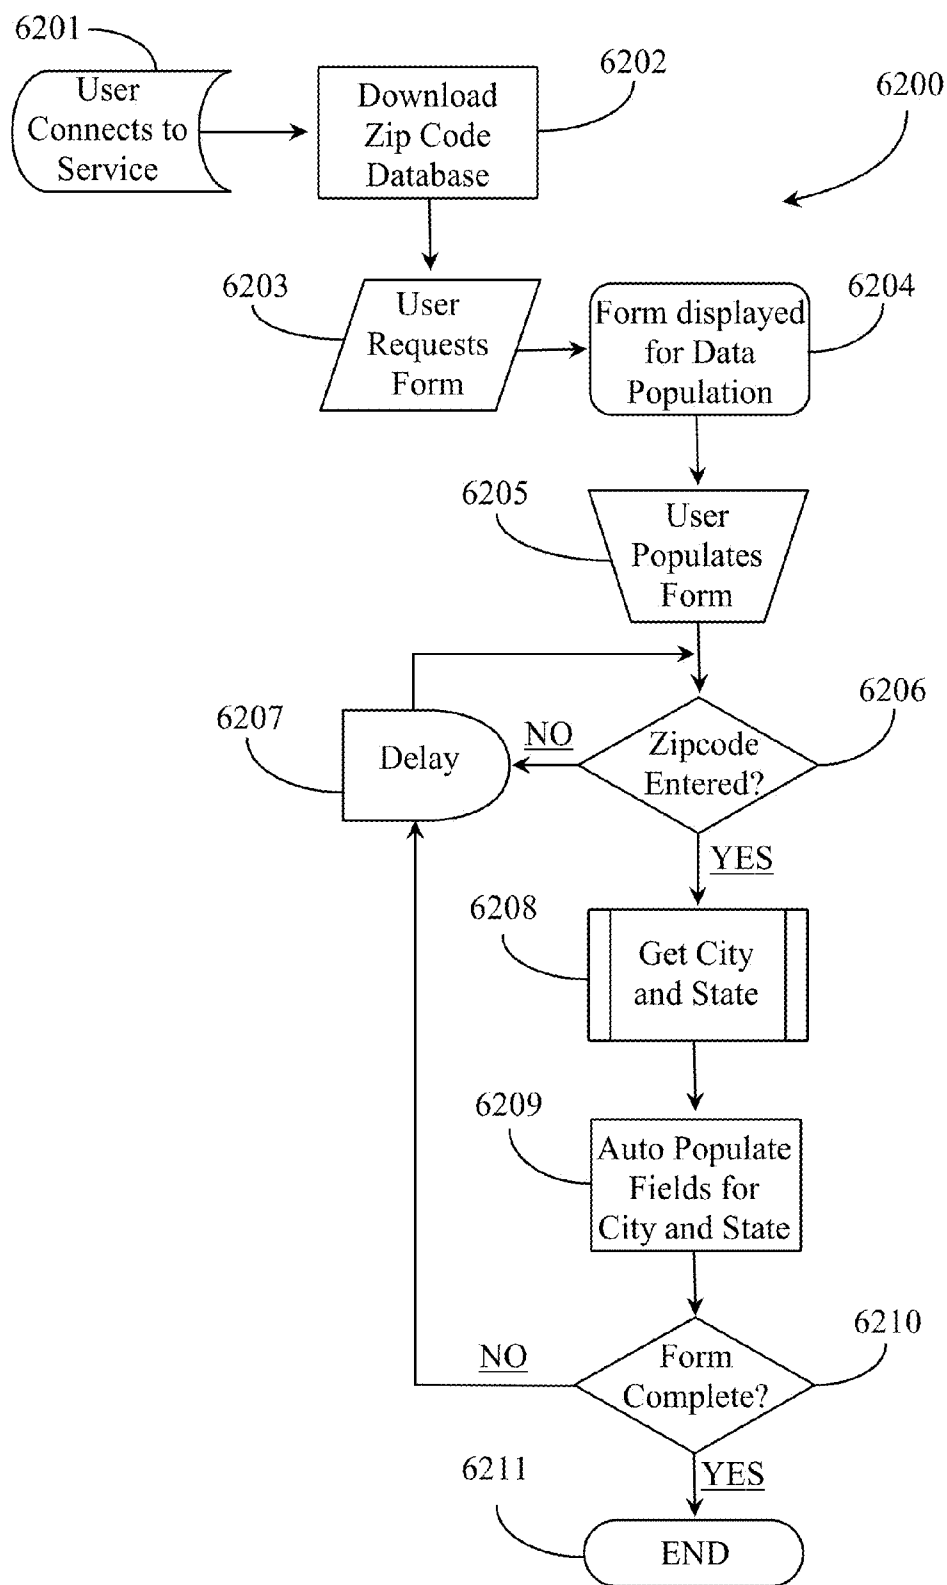 6201
User
Connects to
Service
Download
Zip Code
Database
6202
6200
6203
User
Requests
Form
Form displayed
for Data
Population
6204
6205
User
Populates
Form
6207
Delay
NO
Zipcode
Entered?
6206
YES
6208
Get City
and State
6209
Auto Populate
Fields for
City and State
NO
Form
Complete?
6210
YES
6211
END